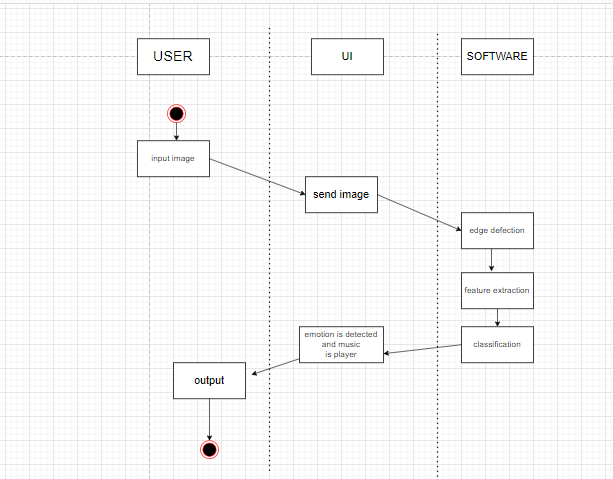 USER
UI
SOFTWARE
input image
send image
edge defection
feature extraction
emotion is detected
and music
is player
classification
output